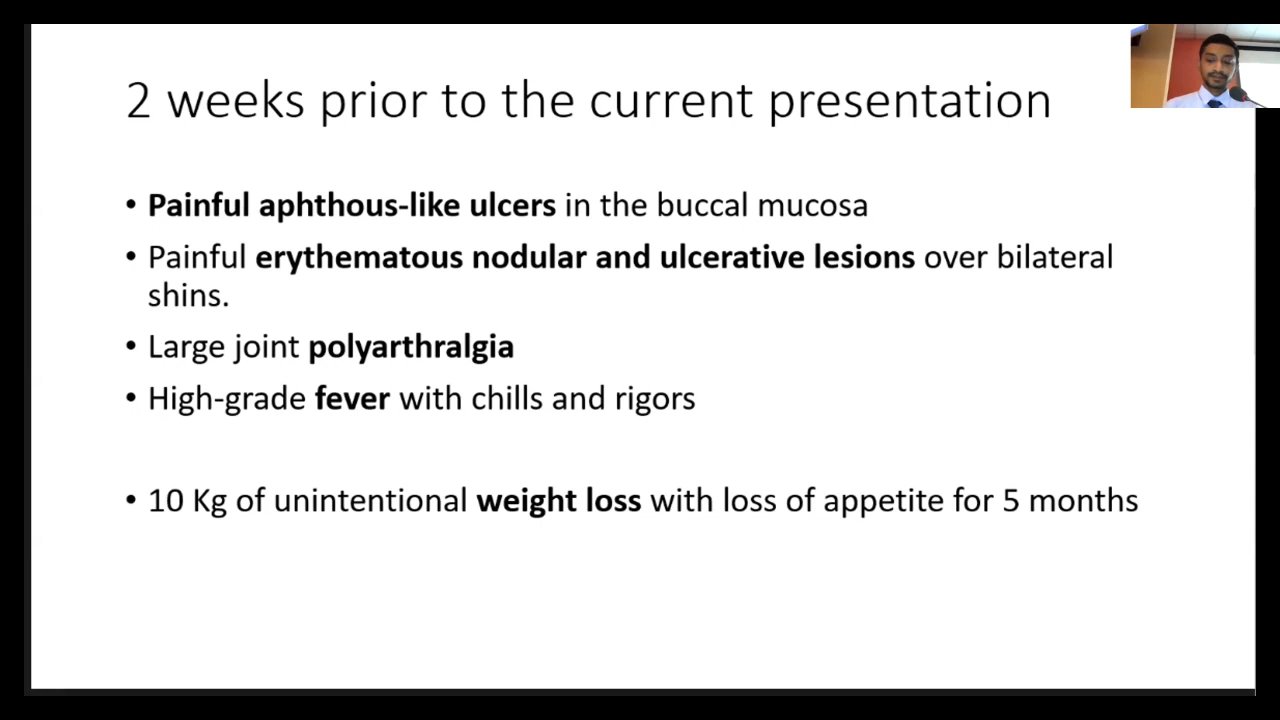 2 weeks prior to the current presentation
• Painful aphthous-like ulcers in the buccal mucosa
• Painful erythematous nodular and ulcerative lesions over bilateral
shins.
• Large joint polyarthralgia
• High-grade fever with chills and rigors
• 10 Kg of unintentional weight loss with loss of appetite for 5 months